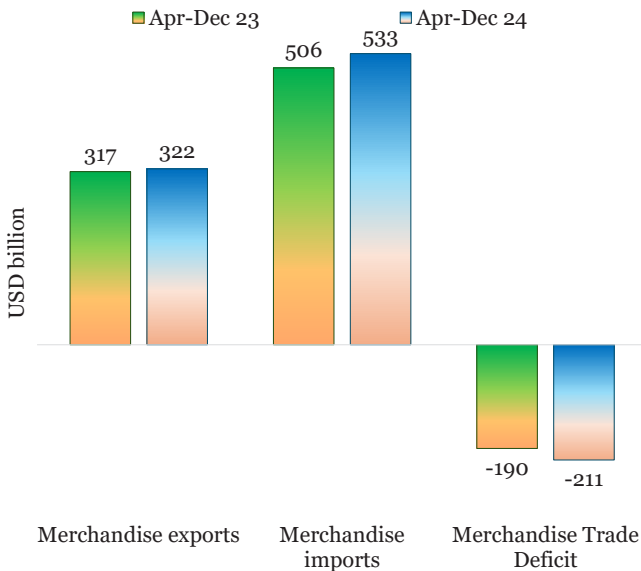 Apr-Dec 23
Apr-Dec 24
USD billion
317
322
506
533
-190
-211
Merchandise exports
Merchandise
imports
Merchandise Trade
Deficit